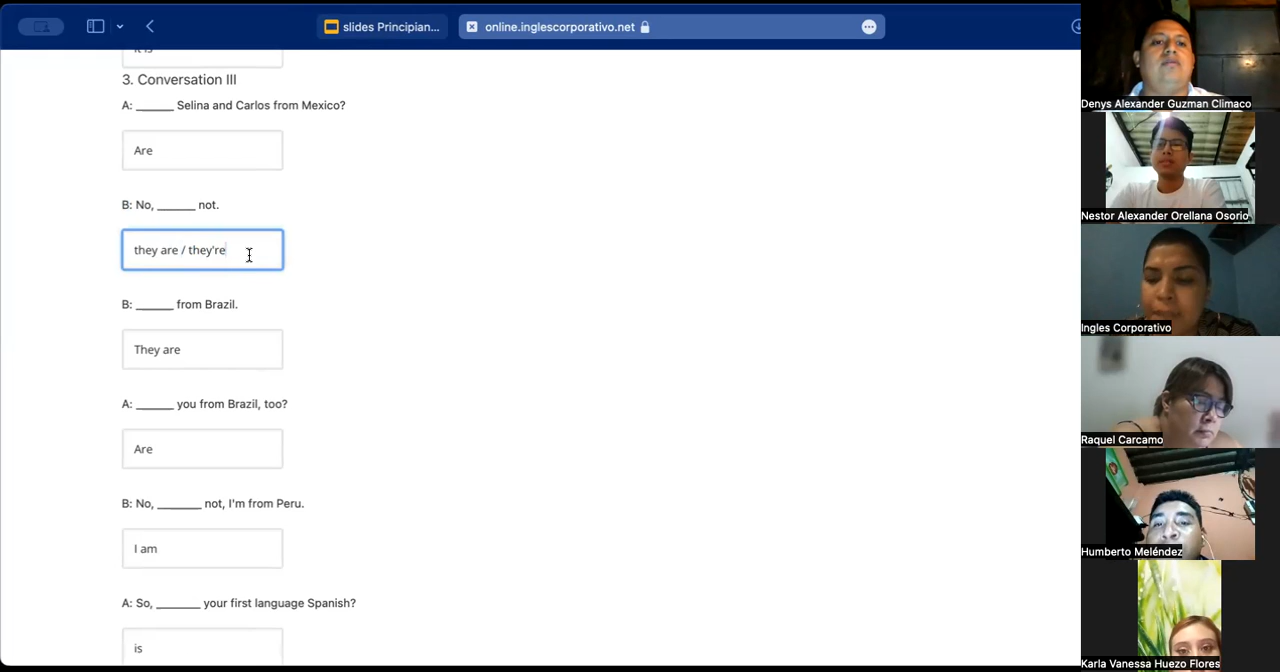 slides Principian...
online.inglescorporativo.net
It is
3. Conversation III
A: ______ Selina and Carlos from Mexico?
Are
B: No, ______ not.
they are / they're
B: ______ from Brazil.
They are
A: ______ you from Brazil, too?
Are
B: No, _______ not, I'm from Peru.
I am
A: So, _______ your first language Spanish?
is
Denys Alexander Guzman Climaco
Nestor Alexander Orellana Osorio
Ingles Corporativo
Raquel Carcamo
Humberto Meléndez
Karla Vanessa Huezo Flores